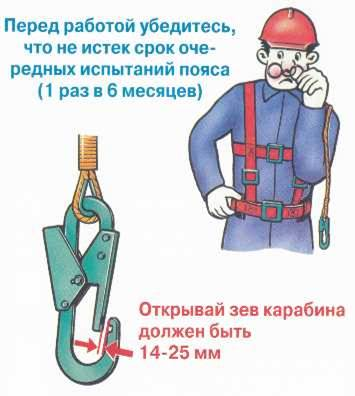 Перед работой убедитесь,
что не истек срок оче-
редных испытаний пояса
(1 раз в 6 месяцев)
Открывай зев карабина
должен быть
14-25 мм